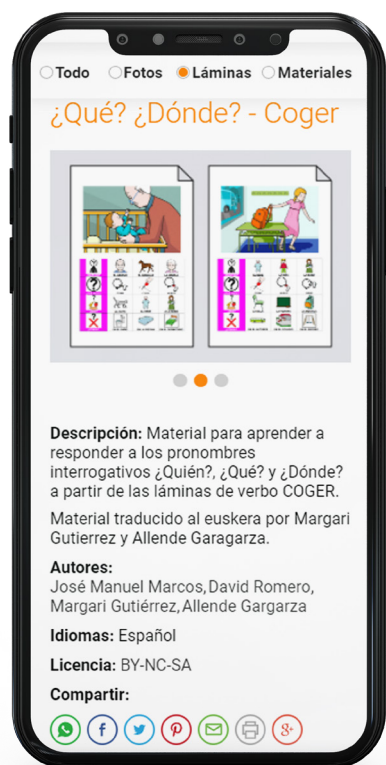 Todo Fotos Láminas Materiales
¿Qué? ¿Dónde? - Coger
Descripción: Material para aprender a
responder a los pronombres
interrogativos ¿Quién?, ¿Qué? y ¿Dónde?
a partir de las láminas de verbo COGER.
Material traducido al euskera por Margari
Gutierrez y Allende Garagarza.
Autores:
José Manuel Marcos, David Romero,
Margari Gutiérrez, Allende Gargarza
Idiomas: Español
Licencia: BY-NC-SA
Compartir: